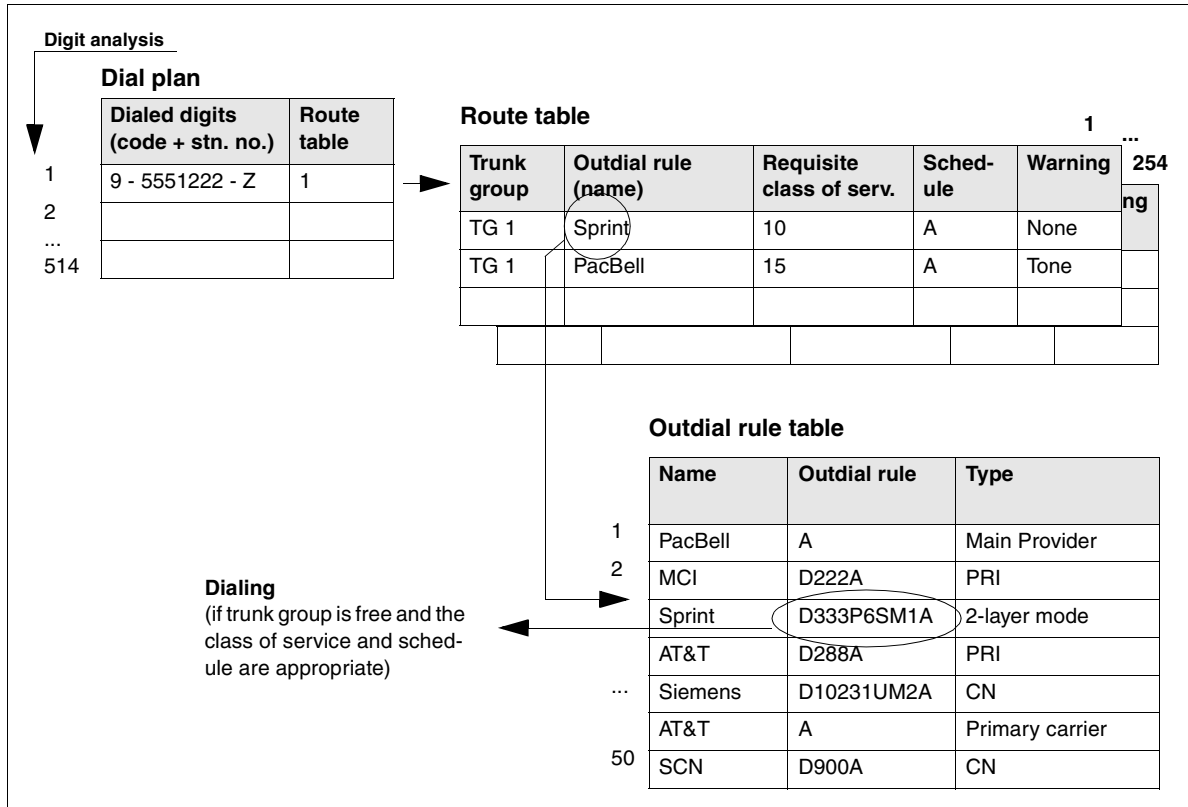 Digit analysis
Dial plan
Dialed digits (code + stn. no.) Route table
1 9 - 5551222 - Z 1
2
...
514
Route table
1
...
254
Trunk group Outdial rule (name) Requisite class of serv. Sched-ule Warning
ng
TG 1 Sprint 10 A None
TG 1 PacBell 15 A Tone
Outdial rule table
Name Outdial rule Type
1 PacBell A Main Provider
2 MCI D222A PRI
Sprint D333P6SM1A 2-layer mode
AT&T D288A PRI
... Siemens D10231UM2A CN
AT&T A Primary carrier
50 SCN D900A CN
Dialing
(if trunk group is free and the
class of service and sched-
ule are appropriate)